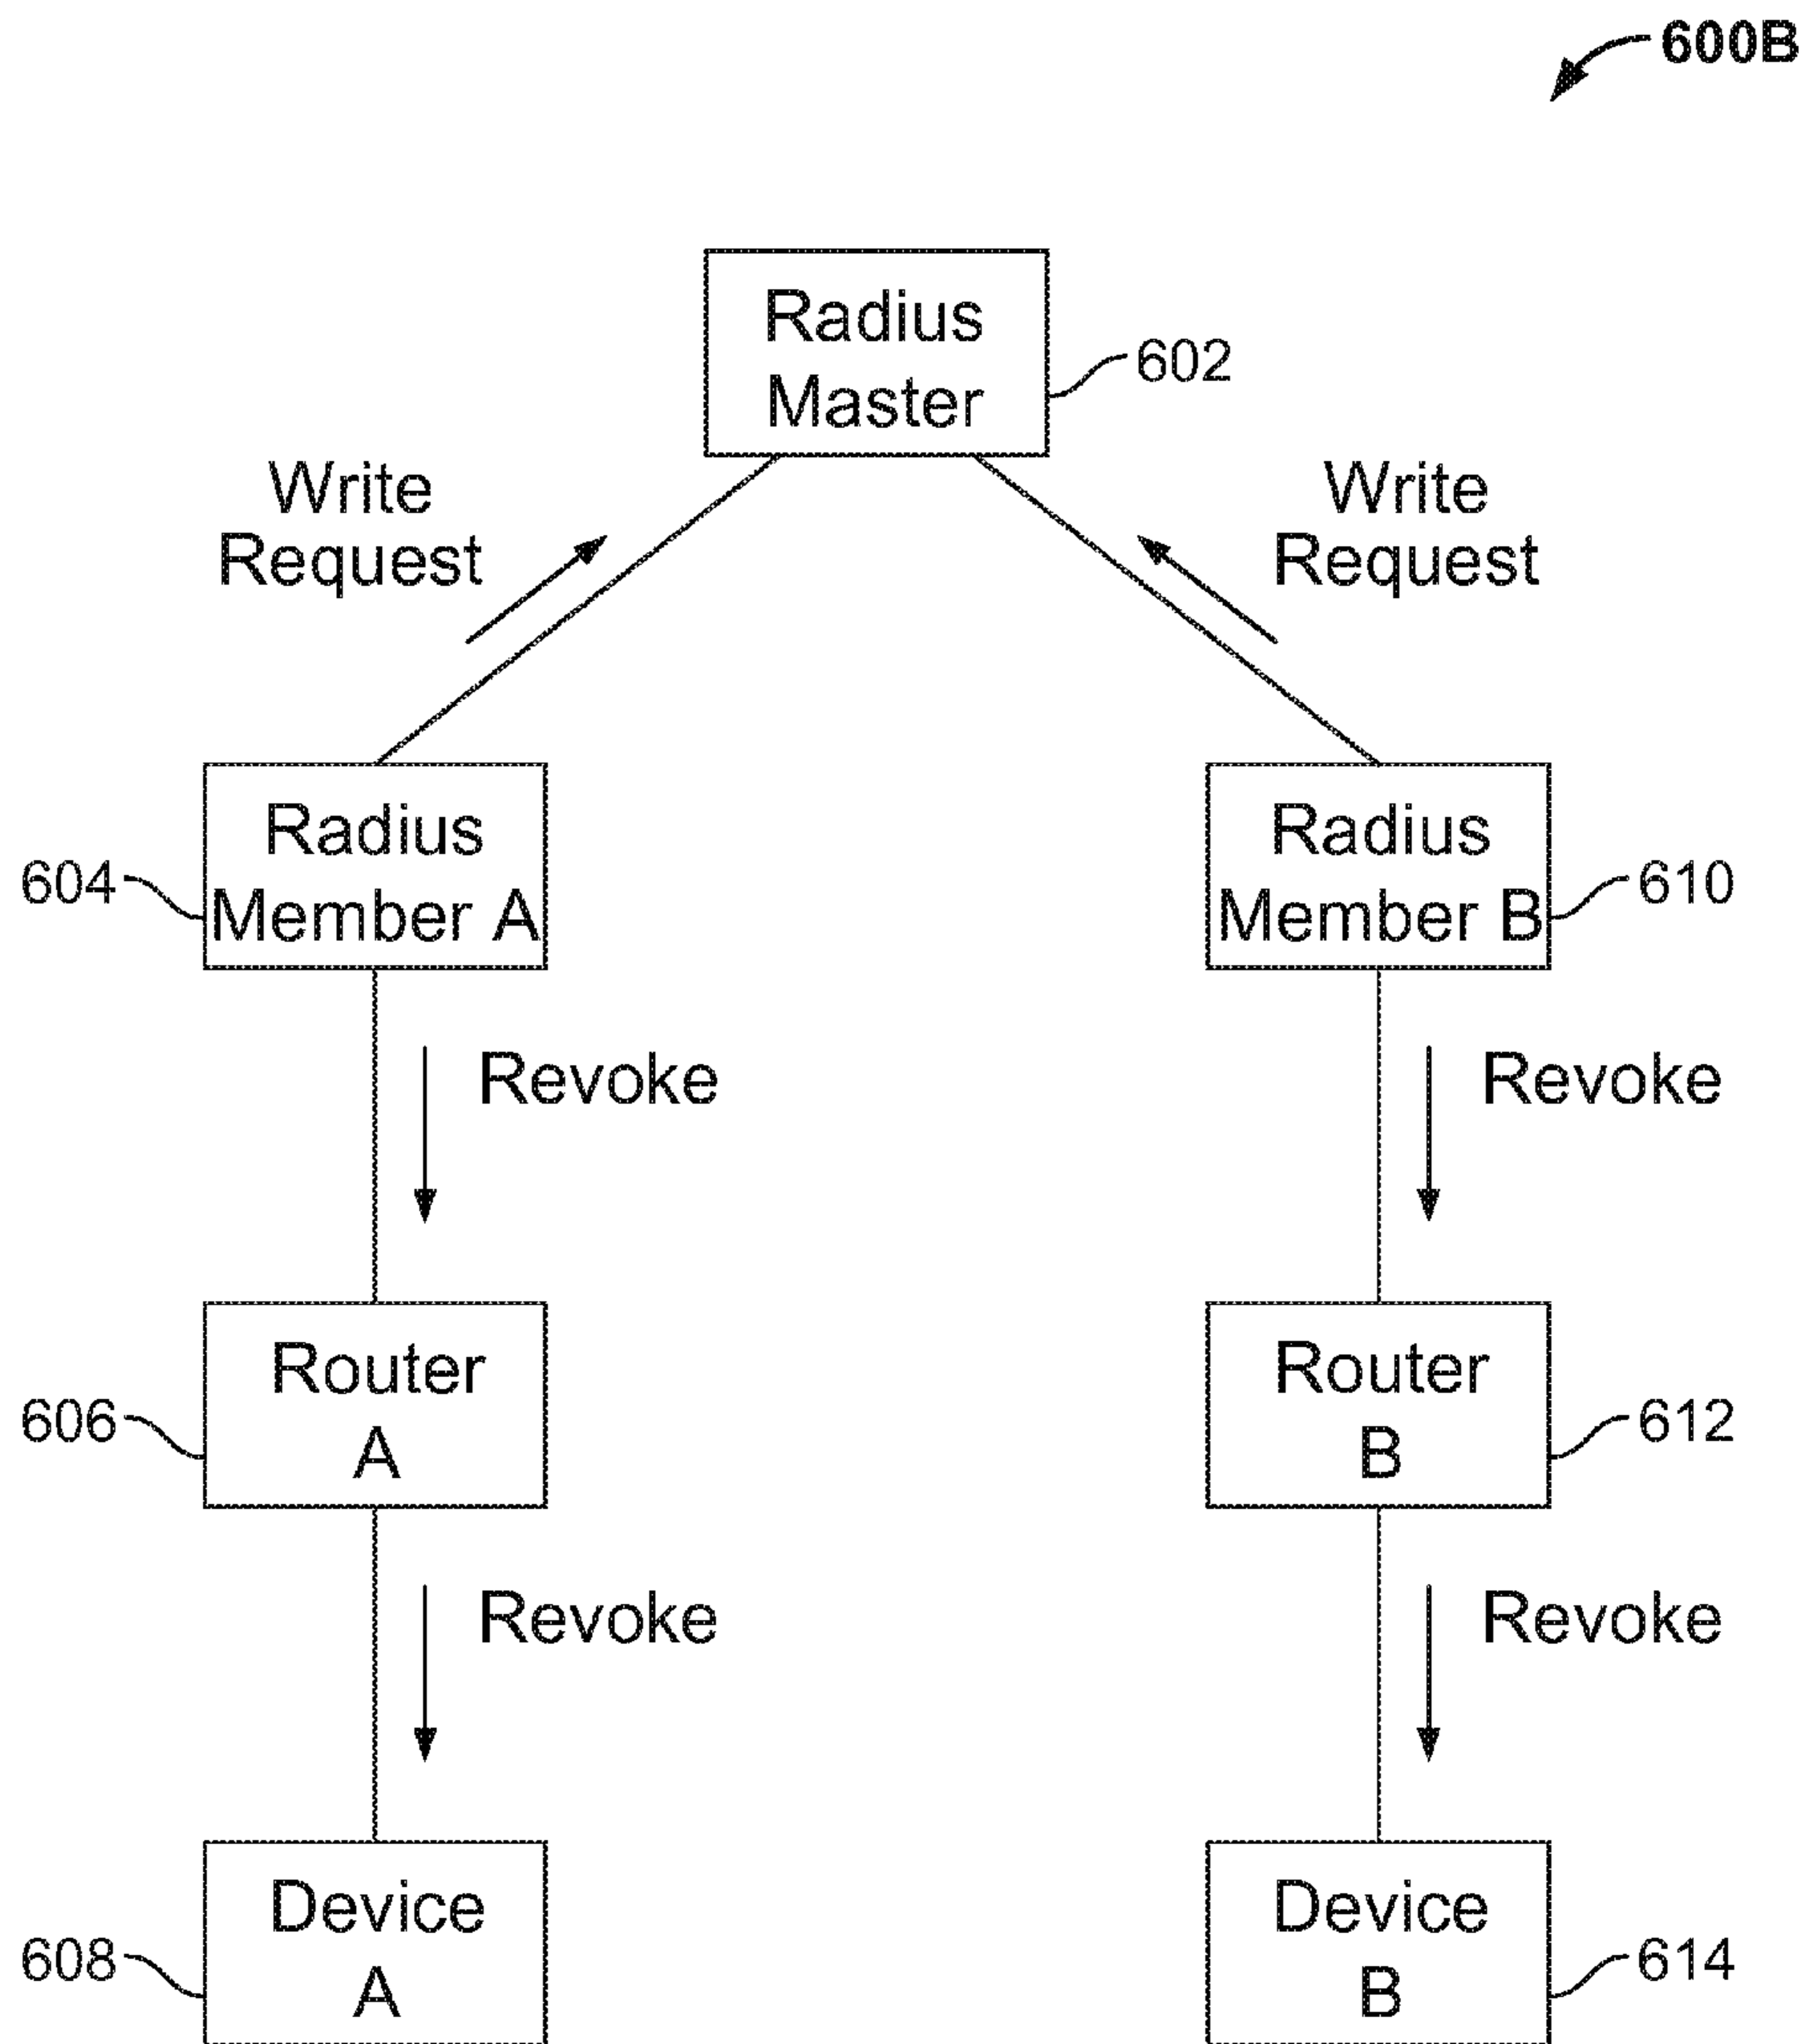 600B
Radius
Master
602
Write
Request
Write
Request
Radius
Member A
604
Radius
Member B
610
Revoke
Revoke
Router
A
606
Router
B
612
Revoke
Revoke
Device
A
608
Device
B
614